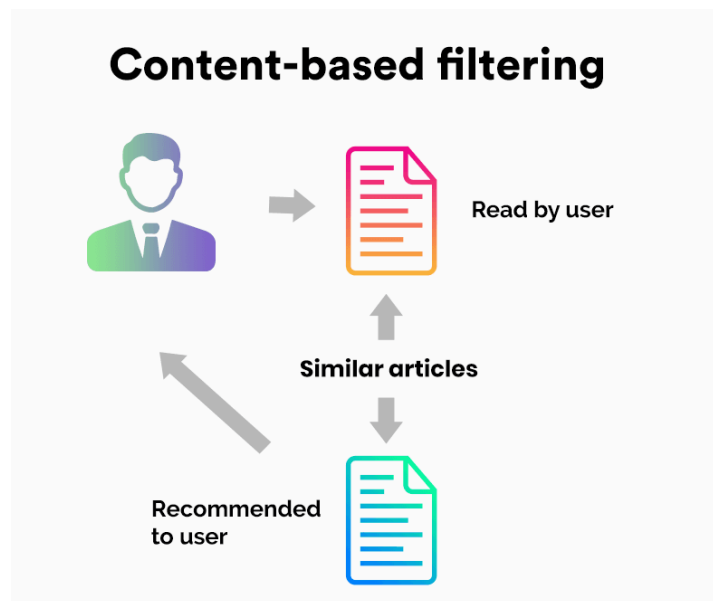 Content-based filtering
Read by user
Similar articles
Recommended
to user